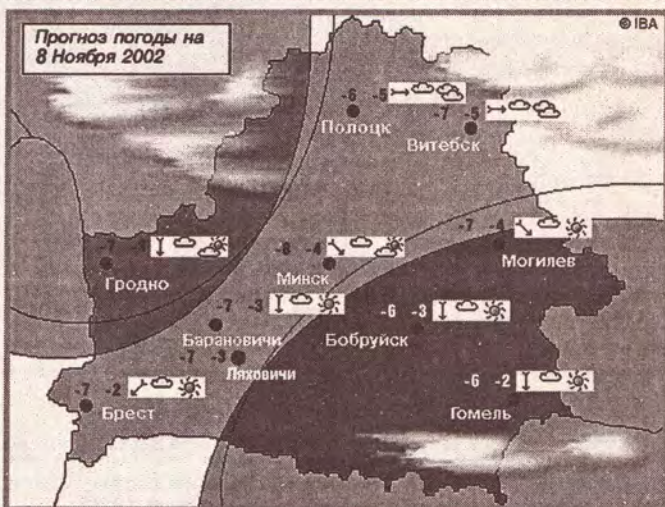 Прогноз погоды на
8 Ноября 2002
© IBA
-6 -5
Полоцк
-7 -5
Витебск
-7 -4
Могилев
-7
Гродно
-8 -4
Минск
-7 -3
Барановичи
-6 -3
Бобруйск
-7 -3
Ляховичи
-7 -2
Брест
-6 -2
Гомель